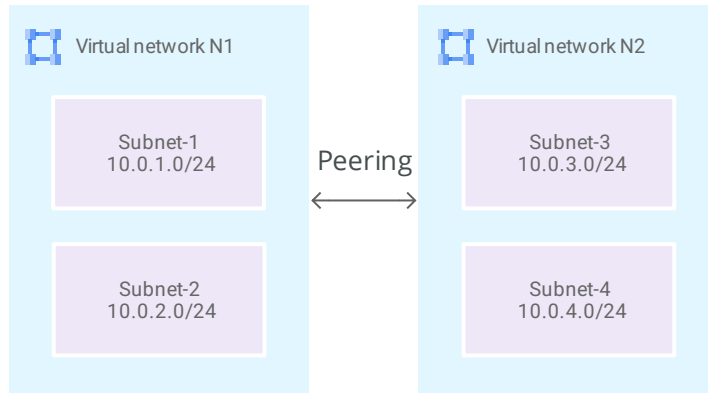 Virtual network N1
Subnet-1
10.0.1.0/24
Subnet-2
10.0.2.0/24
Peering
Virtual network N2
Subnet-3
10.0.3.0/24
Subnet-4
10.0.4.0/24